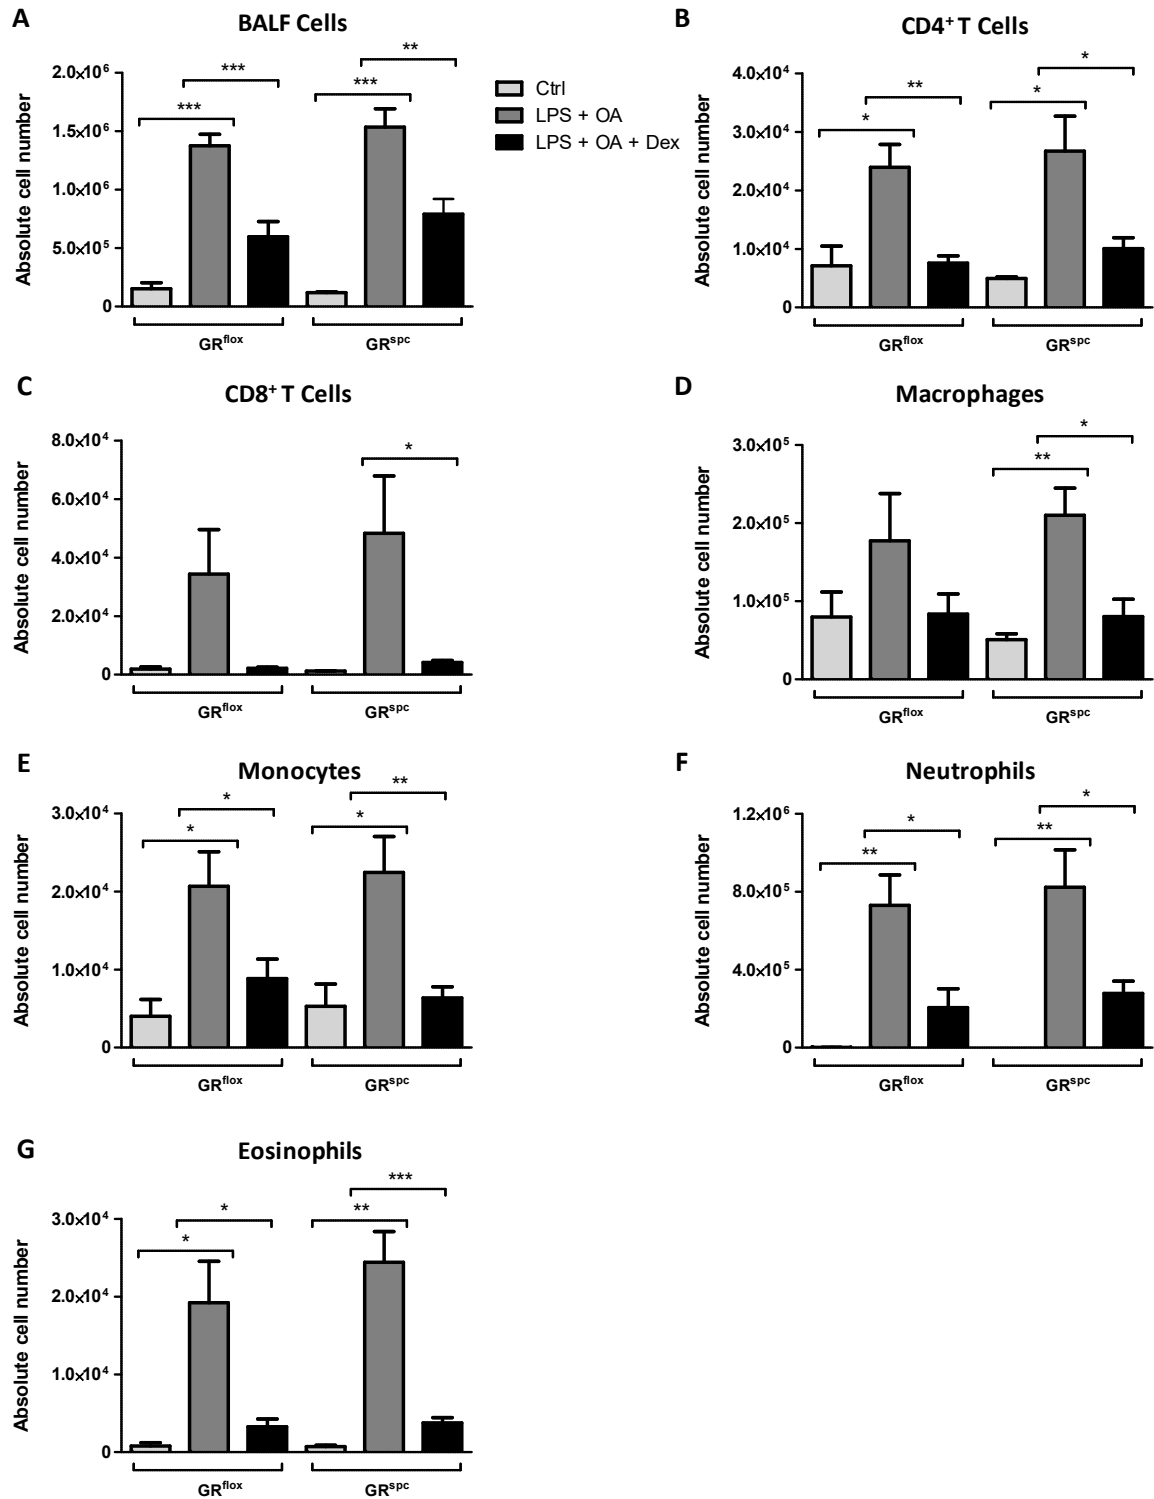 A
BALF Cells
Absolute cell number
2.0×10⁶
1.5×10⁶
1.0×10⁶
5.0×10⁵
0
***
***
***
**
GRflox
GRspc
Ctrl
LPS + OA
LPS + OA + Dex
B
CD4⁺ T Cells
Absolute cell number
4.0×10⁴
3.0×10⁴
2.0×10⁴
1.0×10⁴
0
*
**
*
*
GRflox
GRspc
C
CD8⁺ T Cells
Absolute cell number
8.0×10⁴
6.0×10⁴
4.0×10⁴
2.0×10⁴
0
*
GRflox
GRspc
D
Macrophages
Absolute cell number
3.0×10⁵
2.0×10⁵
1.0×10⁵
0
**
*
GRflox
GRspc
E
Monocytes
Absolute cell number
3.0×10⁴
2.0×10⁴
1.0×10⁴
0
*
*
*
**
GRflox
GRspc
F
Neutrophils
Absolute cell number
1.2×10⁶
8.0×10⁵
4.0×10⁵
0
**
*
**
*
GRflox
GRspc
G
Eosinophils
Absolute cell number
3.0×10⁴
2.0×10⁴
1.0×10⁴
0
*
*
**
***
GRflox
GRspc